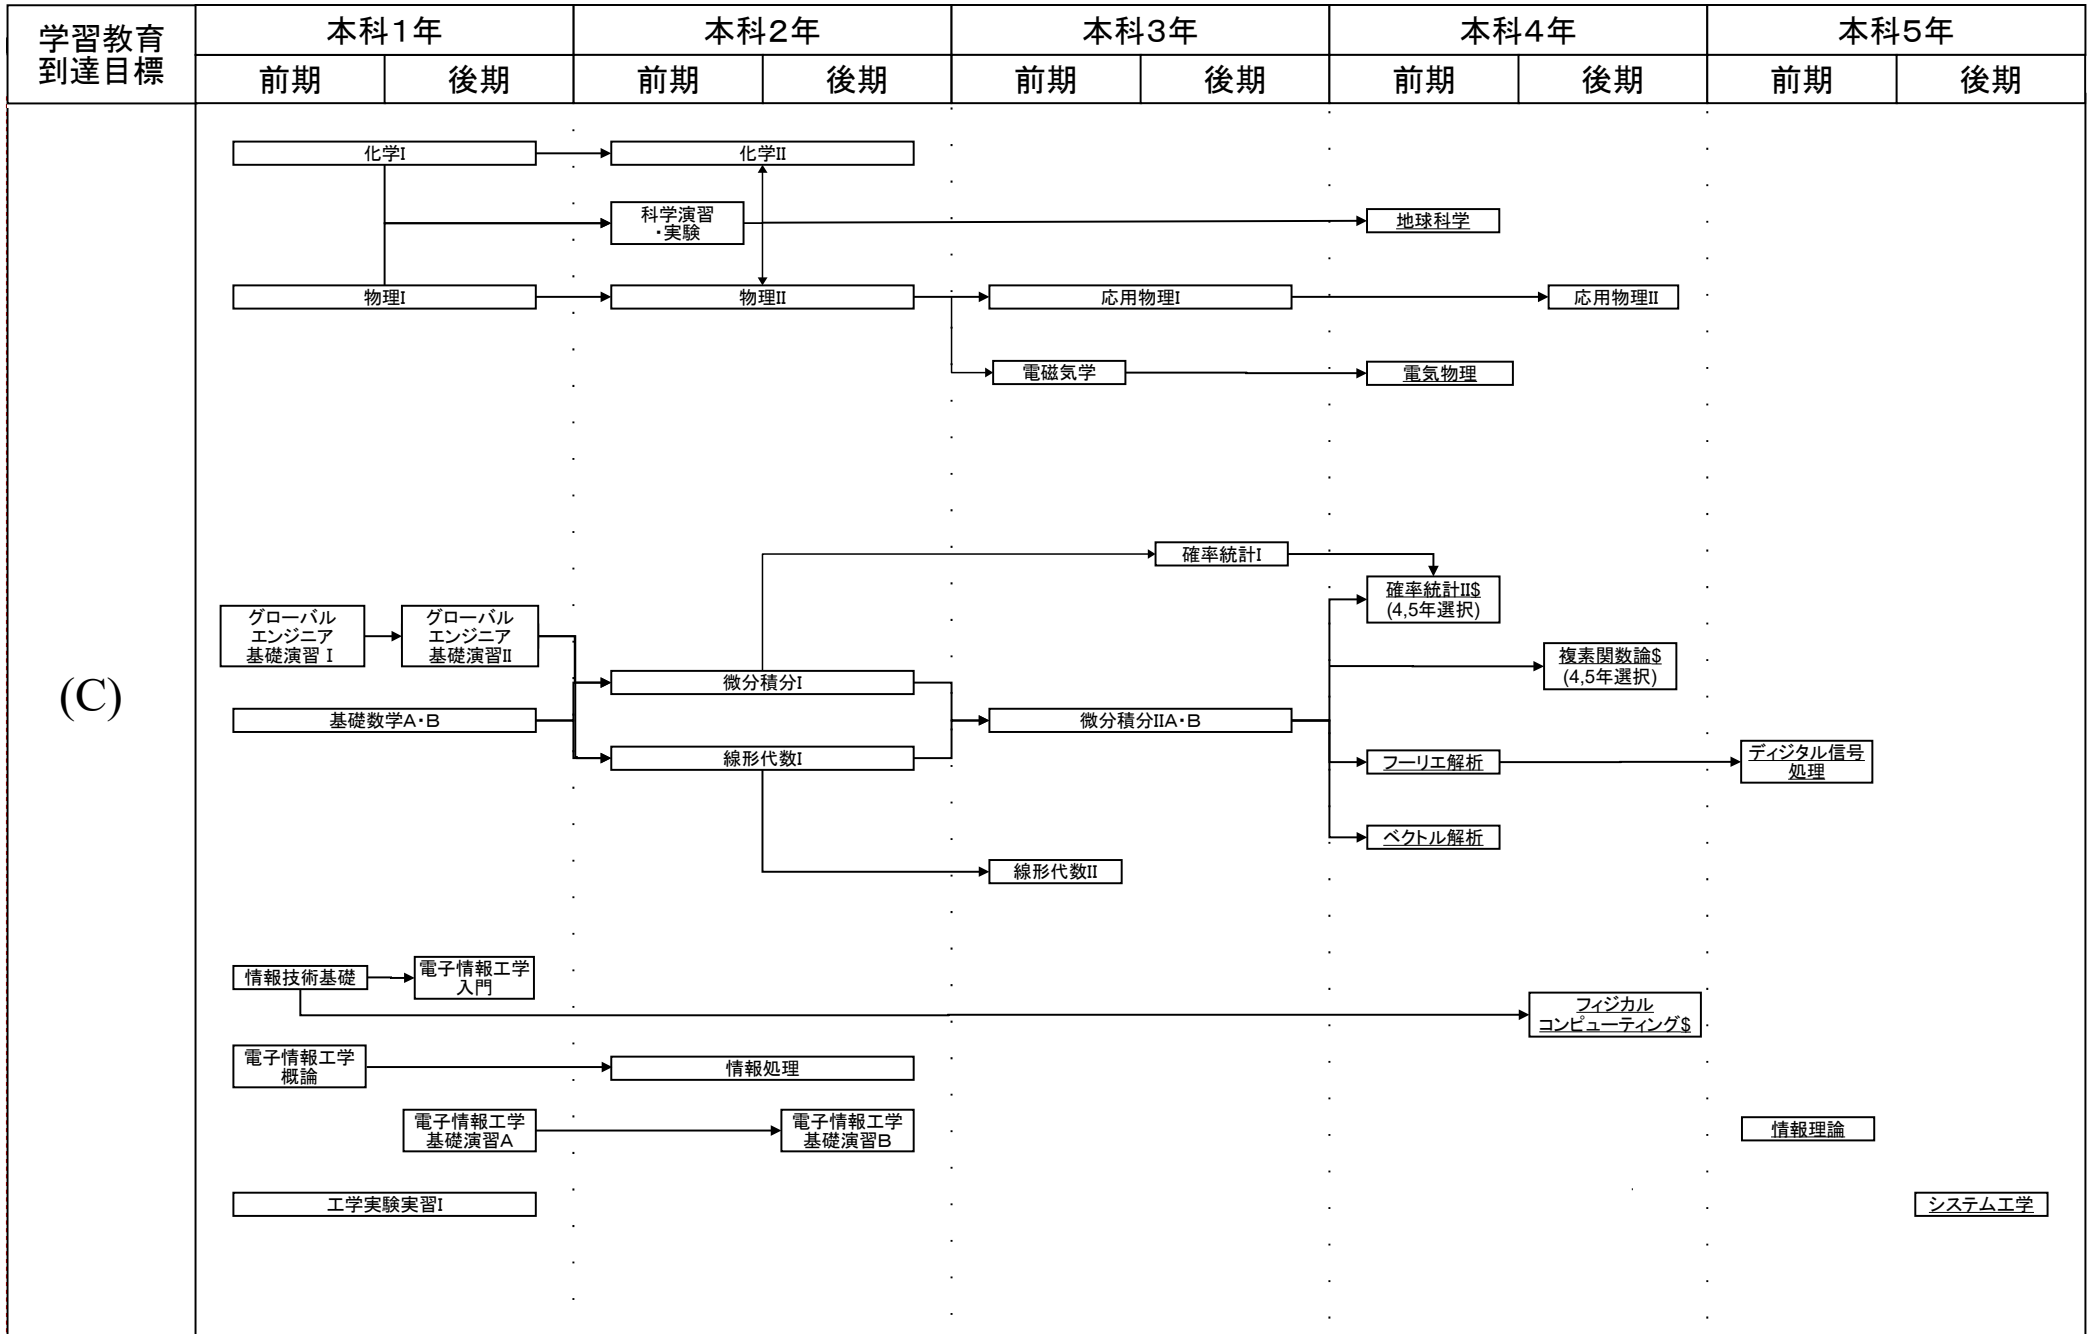 学習教育
到達目標
本科1年
本科2年
本科3年
本科4年
本科5年
前期
後期
前期
後期
前期
後期
前期
後期
前期
後期
(C)
化学I
化学II
科学演習
・実験
地球科学
物理I
物理II
応用物理I
応用物理II
電磁気学
電気物理
確率統計I
確率統計II$
(4,5年選択)
グローバル
エンジニア
基礎演習 I
グローバル
エンジニア
基礎演習II
複素関数論$
(4,5年選択)
微分積分I
基礎数学A・B
微分積分IIA・B
線形代数I
フーリエ解析
ディジタル信号
処理
ベクトル解析
線形代数II
情報技術基礎
電子情報工学
入門
フィジカル
コンピューティング$
電子情報工学
概論
情報処理
電子情報工学
基礎演習A
電子情報工学
基礎演習B
情報理論
工学実験実習I
システム工学